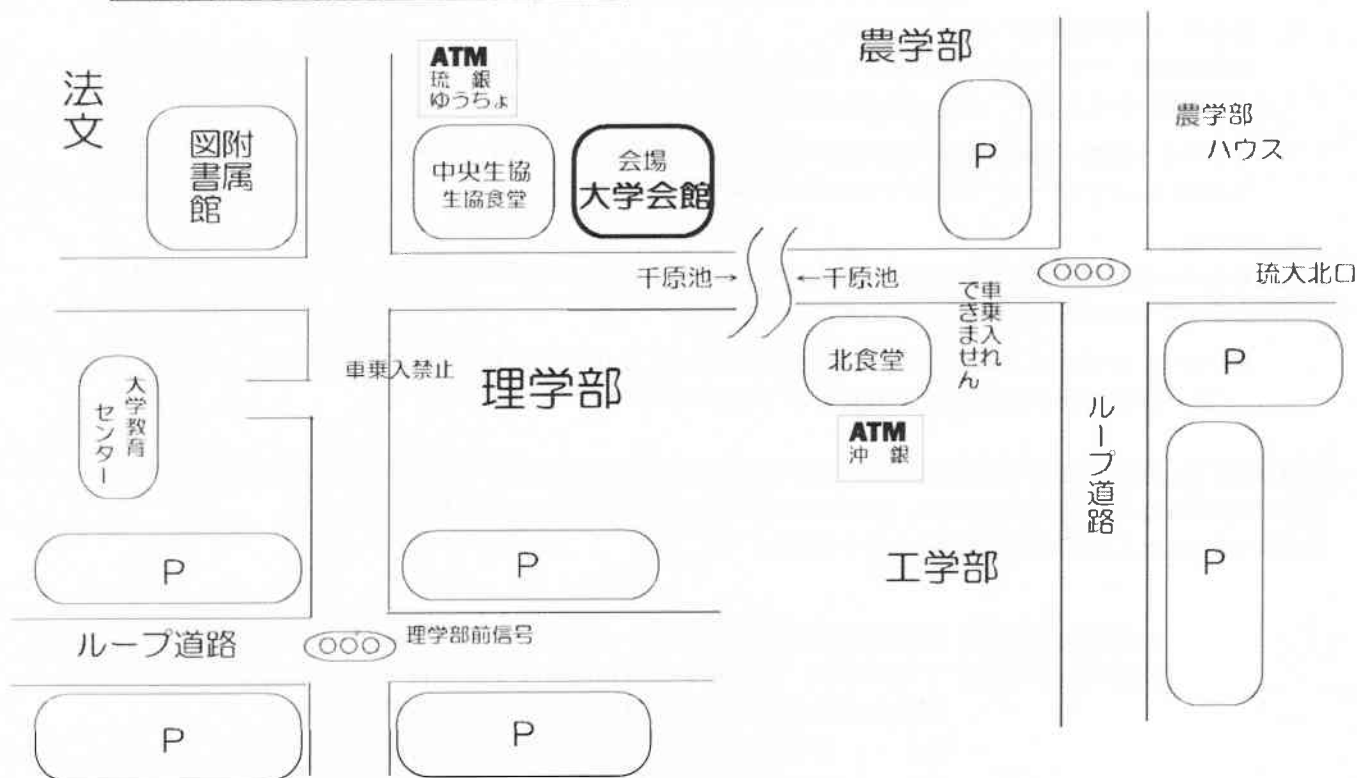 法文
附属
図書館
ATM
琉 銀
ゆうちょ
中央生協
生協食堂
会場
大学会館
農学部
P
農学部
ハウス
千原池→
←千原池
車乗入れ
できません
琉大北口
大学教育
センター
車乗入禁止
理学部
北食堂
ATM
沖 銀
P
ループ道路
P
P
P
工学部
ループ道路
理学部前信号
P
P